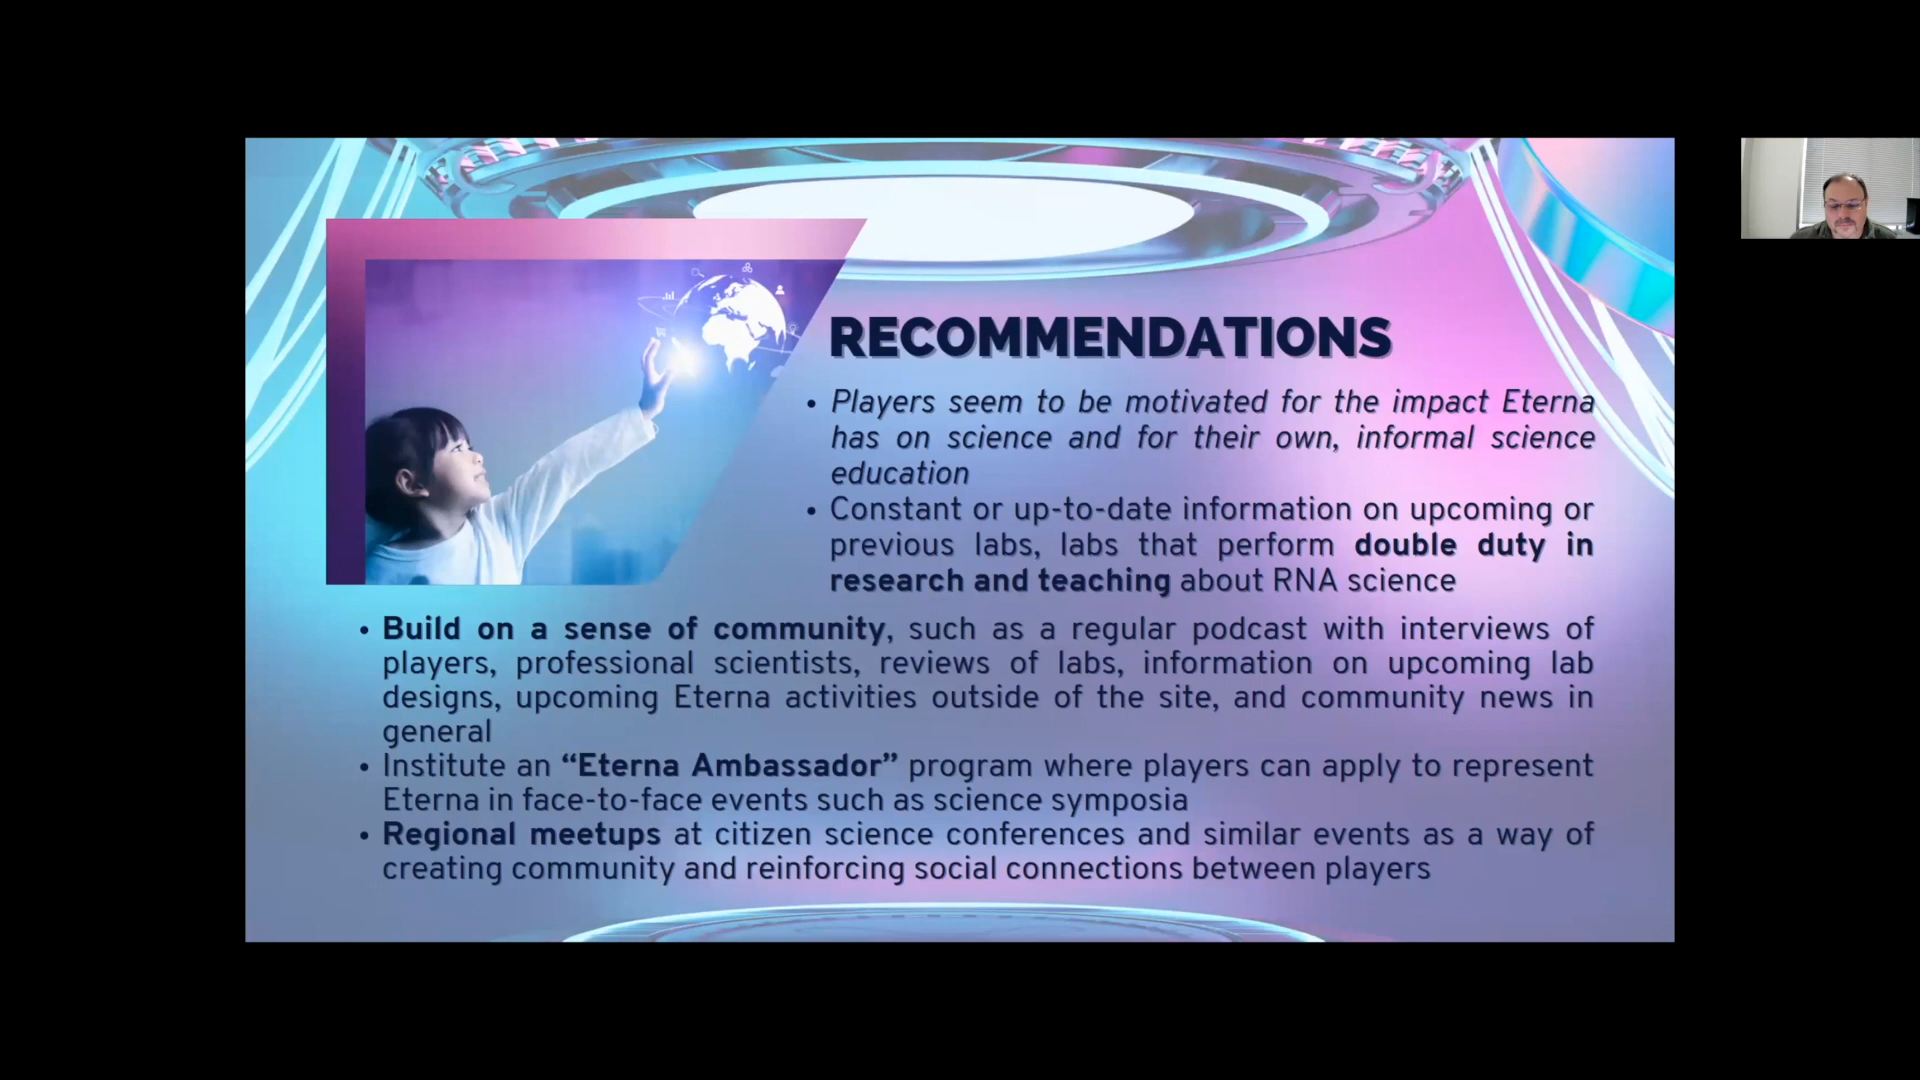 RECOMMENDATIONS
• Players seem to be motivated for the impact Eterna
has on science and for their own, informal science
education
• Constant or up-to-date information on upcoming or
previous labs, labs that perform double duty in
research and teaching about RNA science
• Build on a sense of community, such as a regular podcast with interviews of
players, professional scientists, reviews of labs, information on upcoming lab
designs, upcoming Eterna activities outside of the site, and community news in
general
• Institute an “Eterna Ambassador” program where players can apply to represent
Eterna in face-to-face events such as science symposia
• Regional meetups at citizen science conferences and similar events as a way of
creating community and reinforcing social connections between players